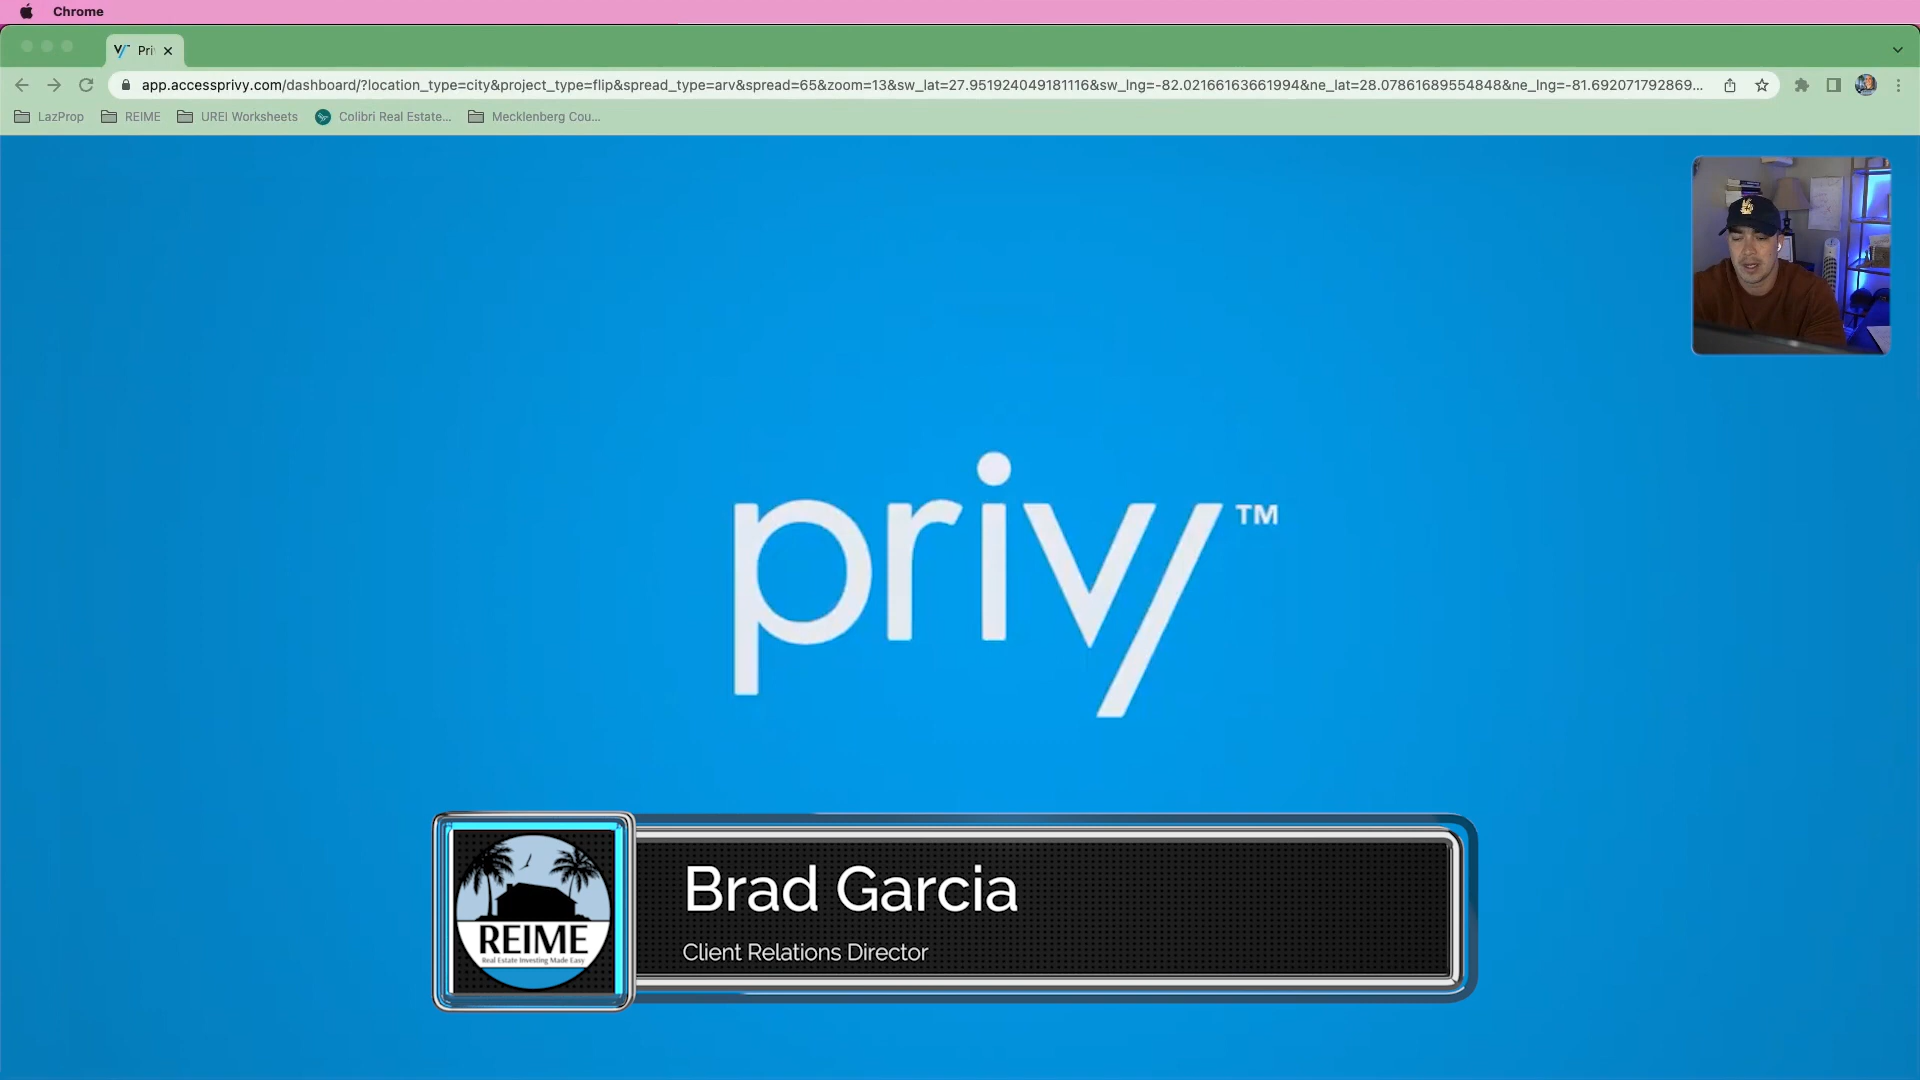 Chrome
Pri
app.accessprivy.com/dashboard/?location_type=city&project_type=flip&spread_type=arv&spread=65&zoom=13&sw_lat=27.951924049181116&sw_lng=-82.02166163661994&ne_lat=28.07861689554848&ne_lng=-81.692071792869...
LazProp REIME UREI Worksheets Colibri Real Estate... Mecklenberg Cou...
privy TM
Brad Garcia
REIME
Real Estate Investing Made Easy
Client Relations Director